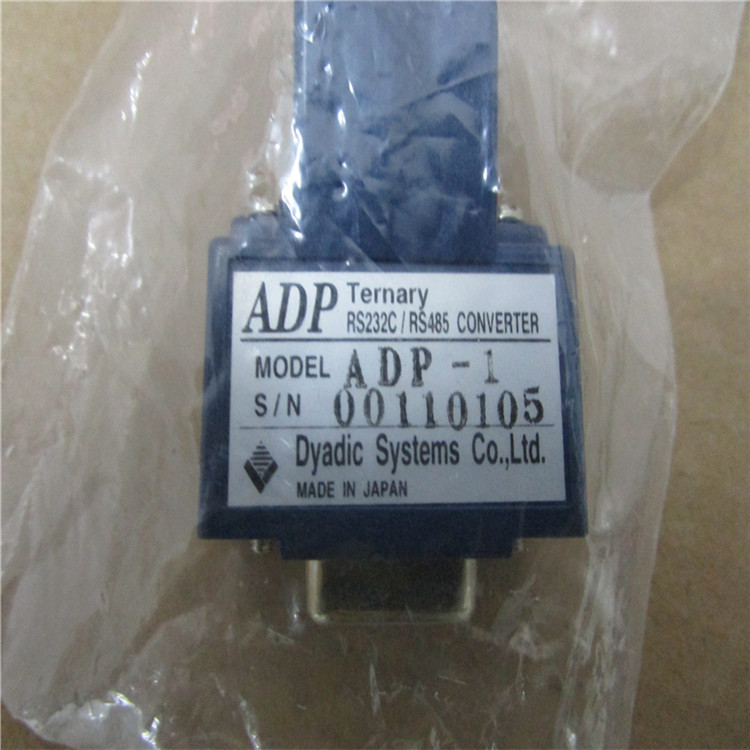 ADP Ternary
RS232C / RS485 CONVERTER
MODEL ADP-1
S/N 00110105
Dyadic Systems Co.,Ltd.
MADE IN JAPAN